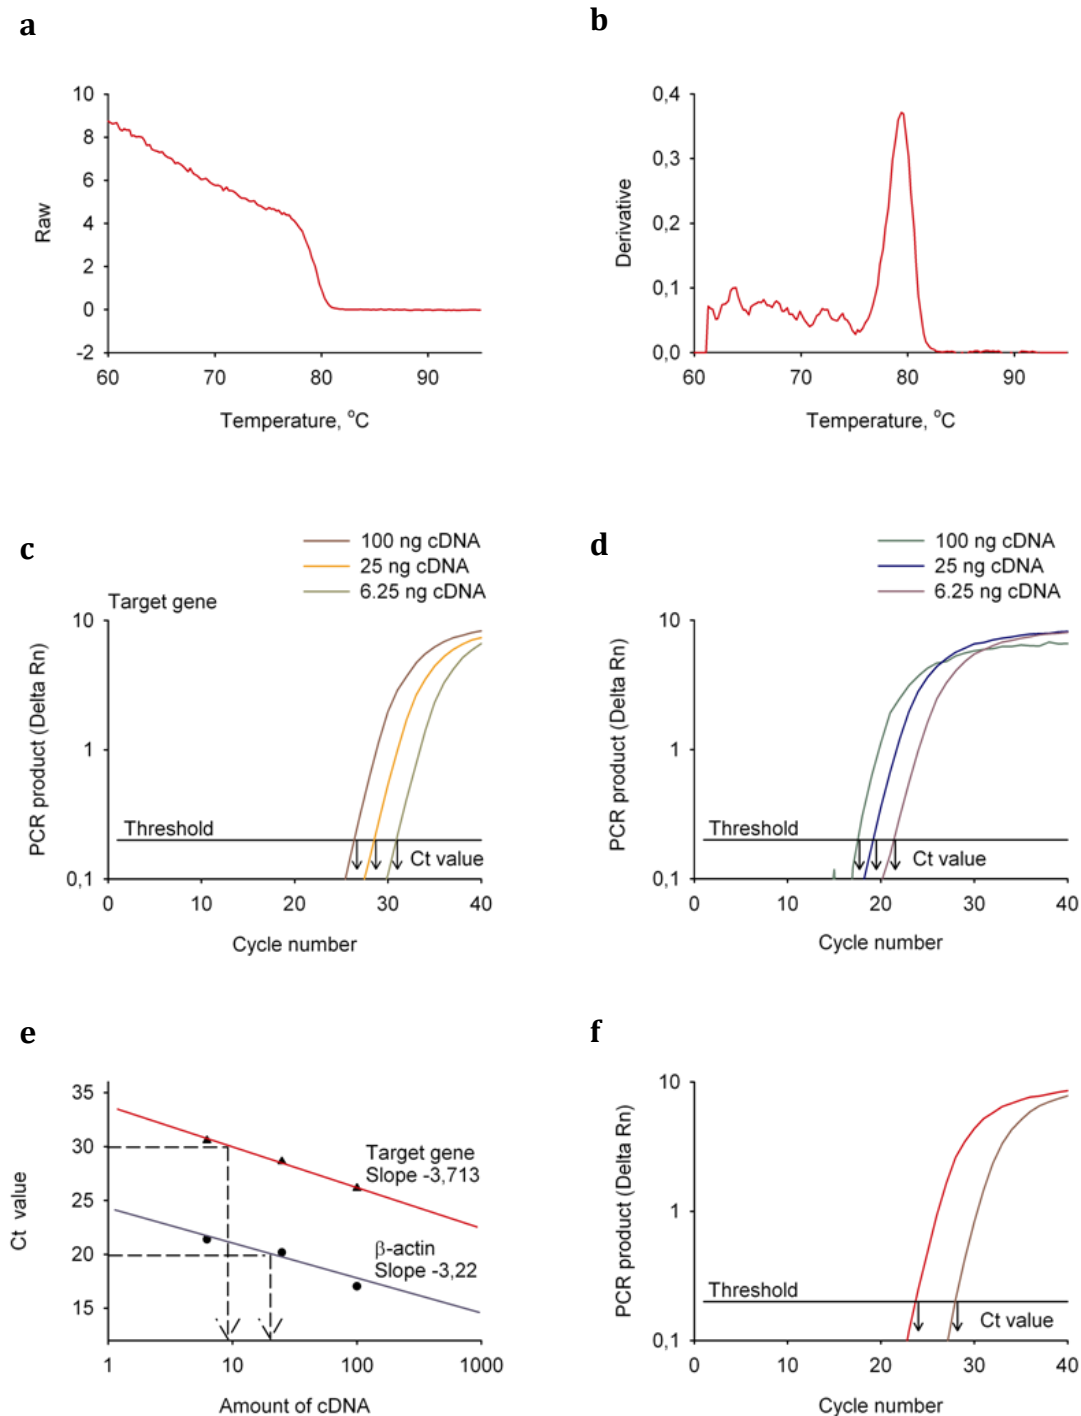 a
10
8
6
4
2
0
-2
Raw
60 70 80 90
Temperature, °C
b
0,4
0,3
0,2
0,1
0,0
Derivative
60 70 80 90
Temperature, °C
c
100 ng cDNA
25 ng cDNA
6.25 ng cDNA
Target gene
10
1
0,1
PCR product (Delta Rn)
Threshold
Ct value
0 10 20 30 40
Cycle number
d
100 ng cDNA
25 ng cDNA
6.25 ng cDNA
10
1
0,1
PCR product (Delta Rn)
Threshold
Ct value
0 10 20 30 40
Cycle number
e
35
30
25
20
15
Ct value
Target gene
Slope -3,713
β-actin
Slope -3,22
1 10 100 1000
Amount of cDNA
f
10
1
0,1
PCR product (Delta Rn)
Threshold
Ct value
0 10 20 30 40
Cycle number